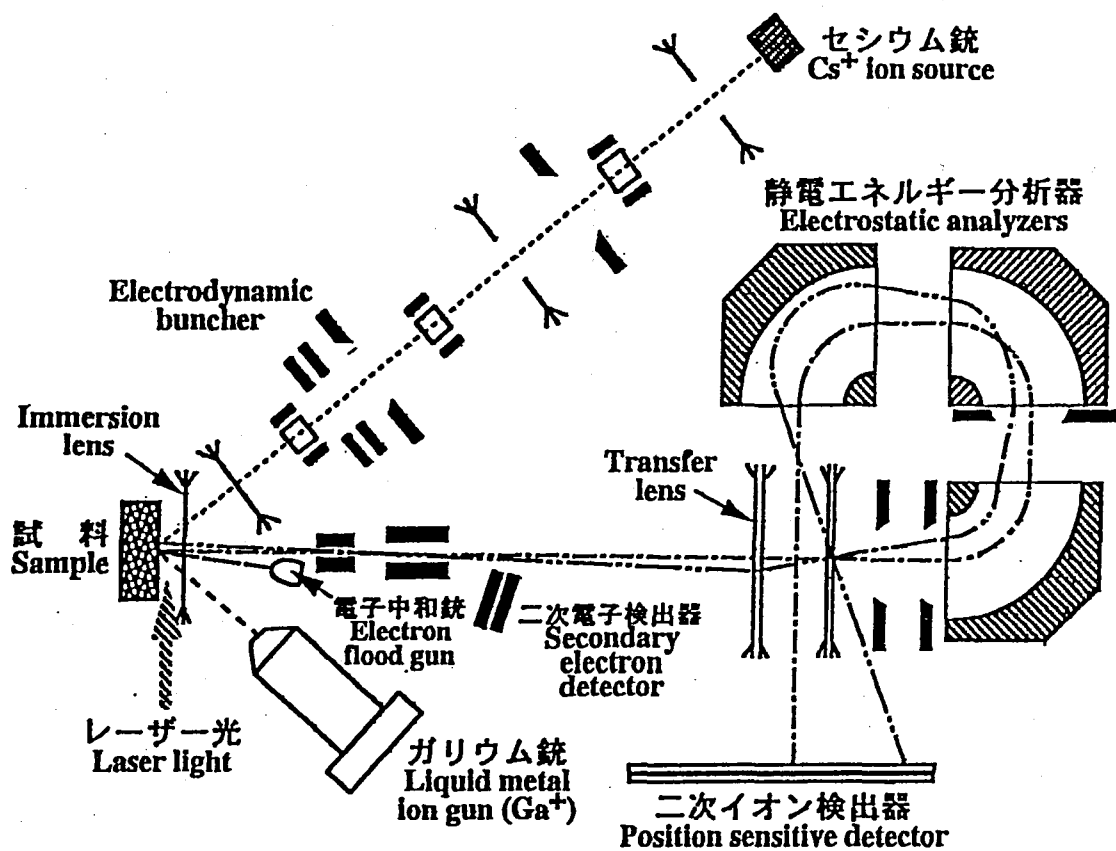 セシウム銃
Cs+ ion source
静電エネルギー分析器
Electrostatic analyzers
Electrodynamic
buncher
Immersion
lens
Transfer
lens
試料
Sample
電子中和銃
Electron
flood gun
二次電子検出器
Secondary
electron
detector
レーザー光
Laser light
ガリウム銃
Liquid metal
ion gun (Ga+)
二次イオン検出器
Position sensitive detector